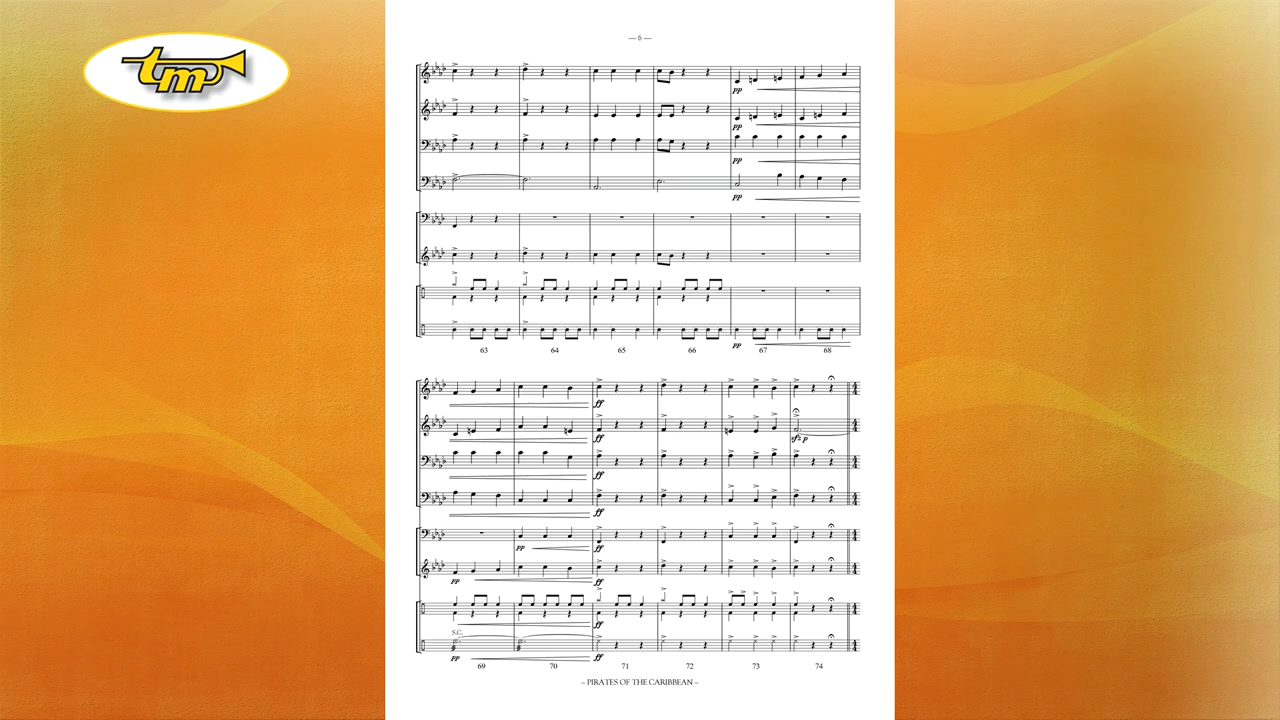 tm
— 6 —
pp
pp
pp
pp
pp
63 64 65 66 67 68
ff
ff
sfz p
ff
ff
pp ff
pp ff
ff
S.C.
pp ff
69 70 71 72 73 74
– PIRATES OF THE CARIBBEAN –